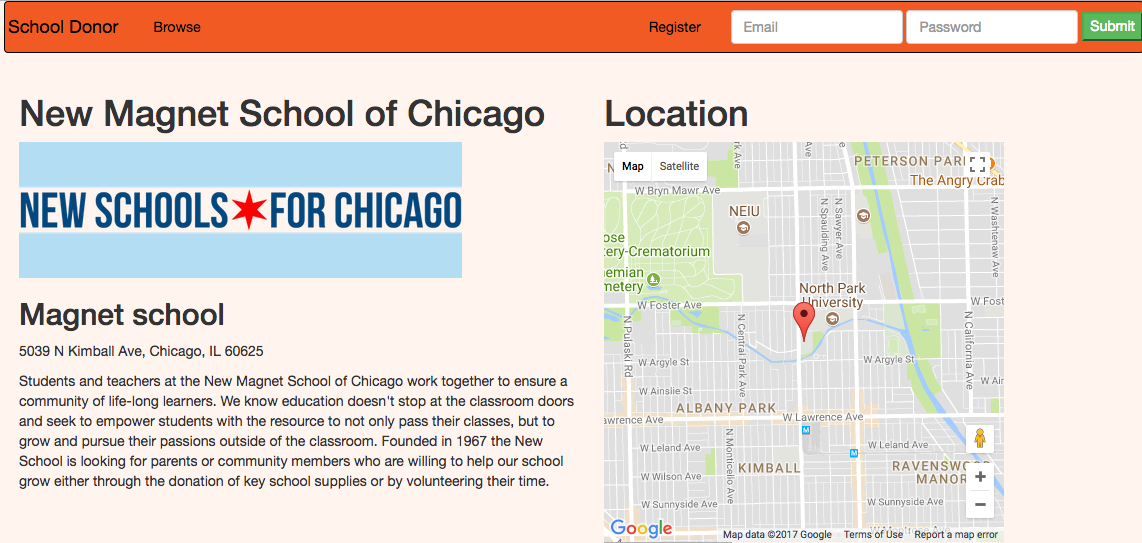 School Donor
Browse
Register
Email
Password
Submit
New Magnet School of Chicago
NEW SCHOOLS FOR CHICAGO
Magnet school
5039 N Kimball Ave, Chicago, IL 60625
Students and teachers at the New Magnet School of Chicago work together to ensure a
community of life-long learners. We know education doesn't stop at the classroom doors
and seek to empower students with the resource to not only pass their classes, but to
grow and pursue their passions outside of the classroom. Founded in 1967 the New
School is looking for parents or community members who are willing to help our school
grow either through the donation of key school supplies or by volunteering their time.
Location
Map
Satellite
PETERSON PARK
The Angry Crab
W Bryn Mawr Ave
NEIU
N Spaulding Ave
N Sawyer Ave
N Washtenaw Ave
ose
tery-Crematorium
hemian
metery
North Park
University
W Foster Ave
W Fost
N Pulaski Rd
N Central Park Ave
N California Ave
W Argyle St
W Argyle St
W Ainslie St
W Ain
ALBANY PARK
awrence Ave
W Lawrence Ave
M
M
N Monticello Ave
W Leland Ave
W Leland Ave
KIMBALL
RAVENSWO
MANOR
W Wilson Ave
W Sunnyside Ave
W Sunnyside Ave
W Montrose Ave
Google
Map data ©2017 Google
Terms of Use
Report a map error